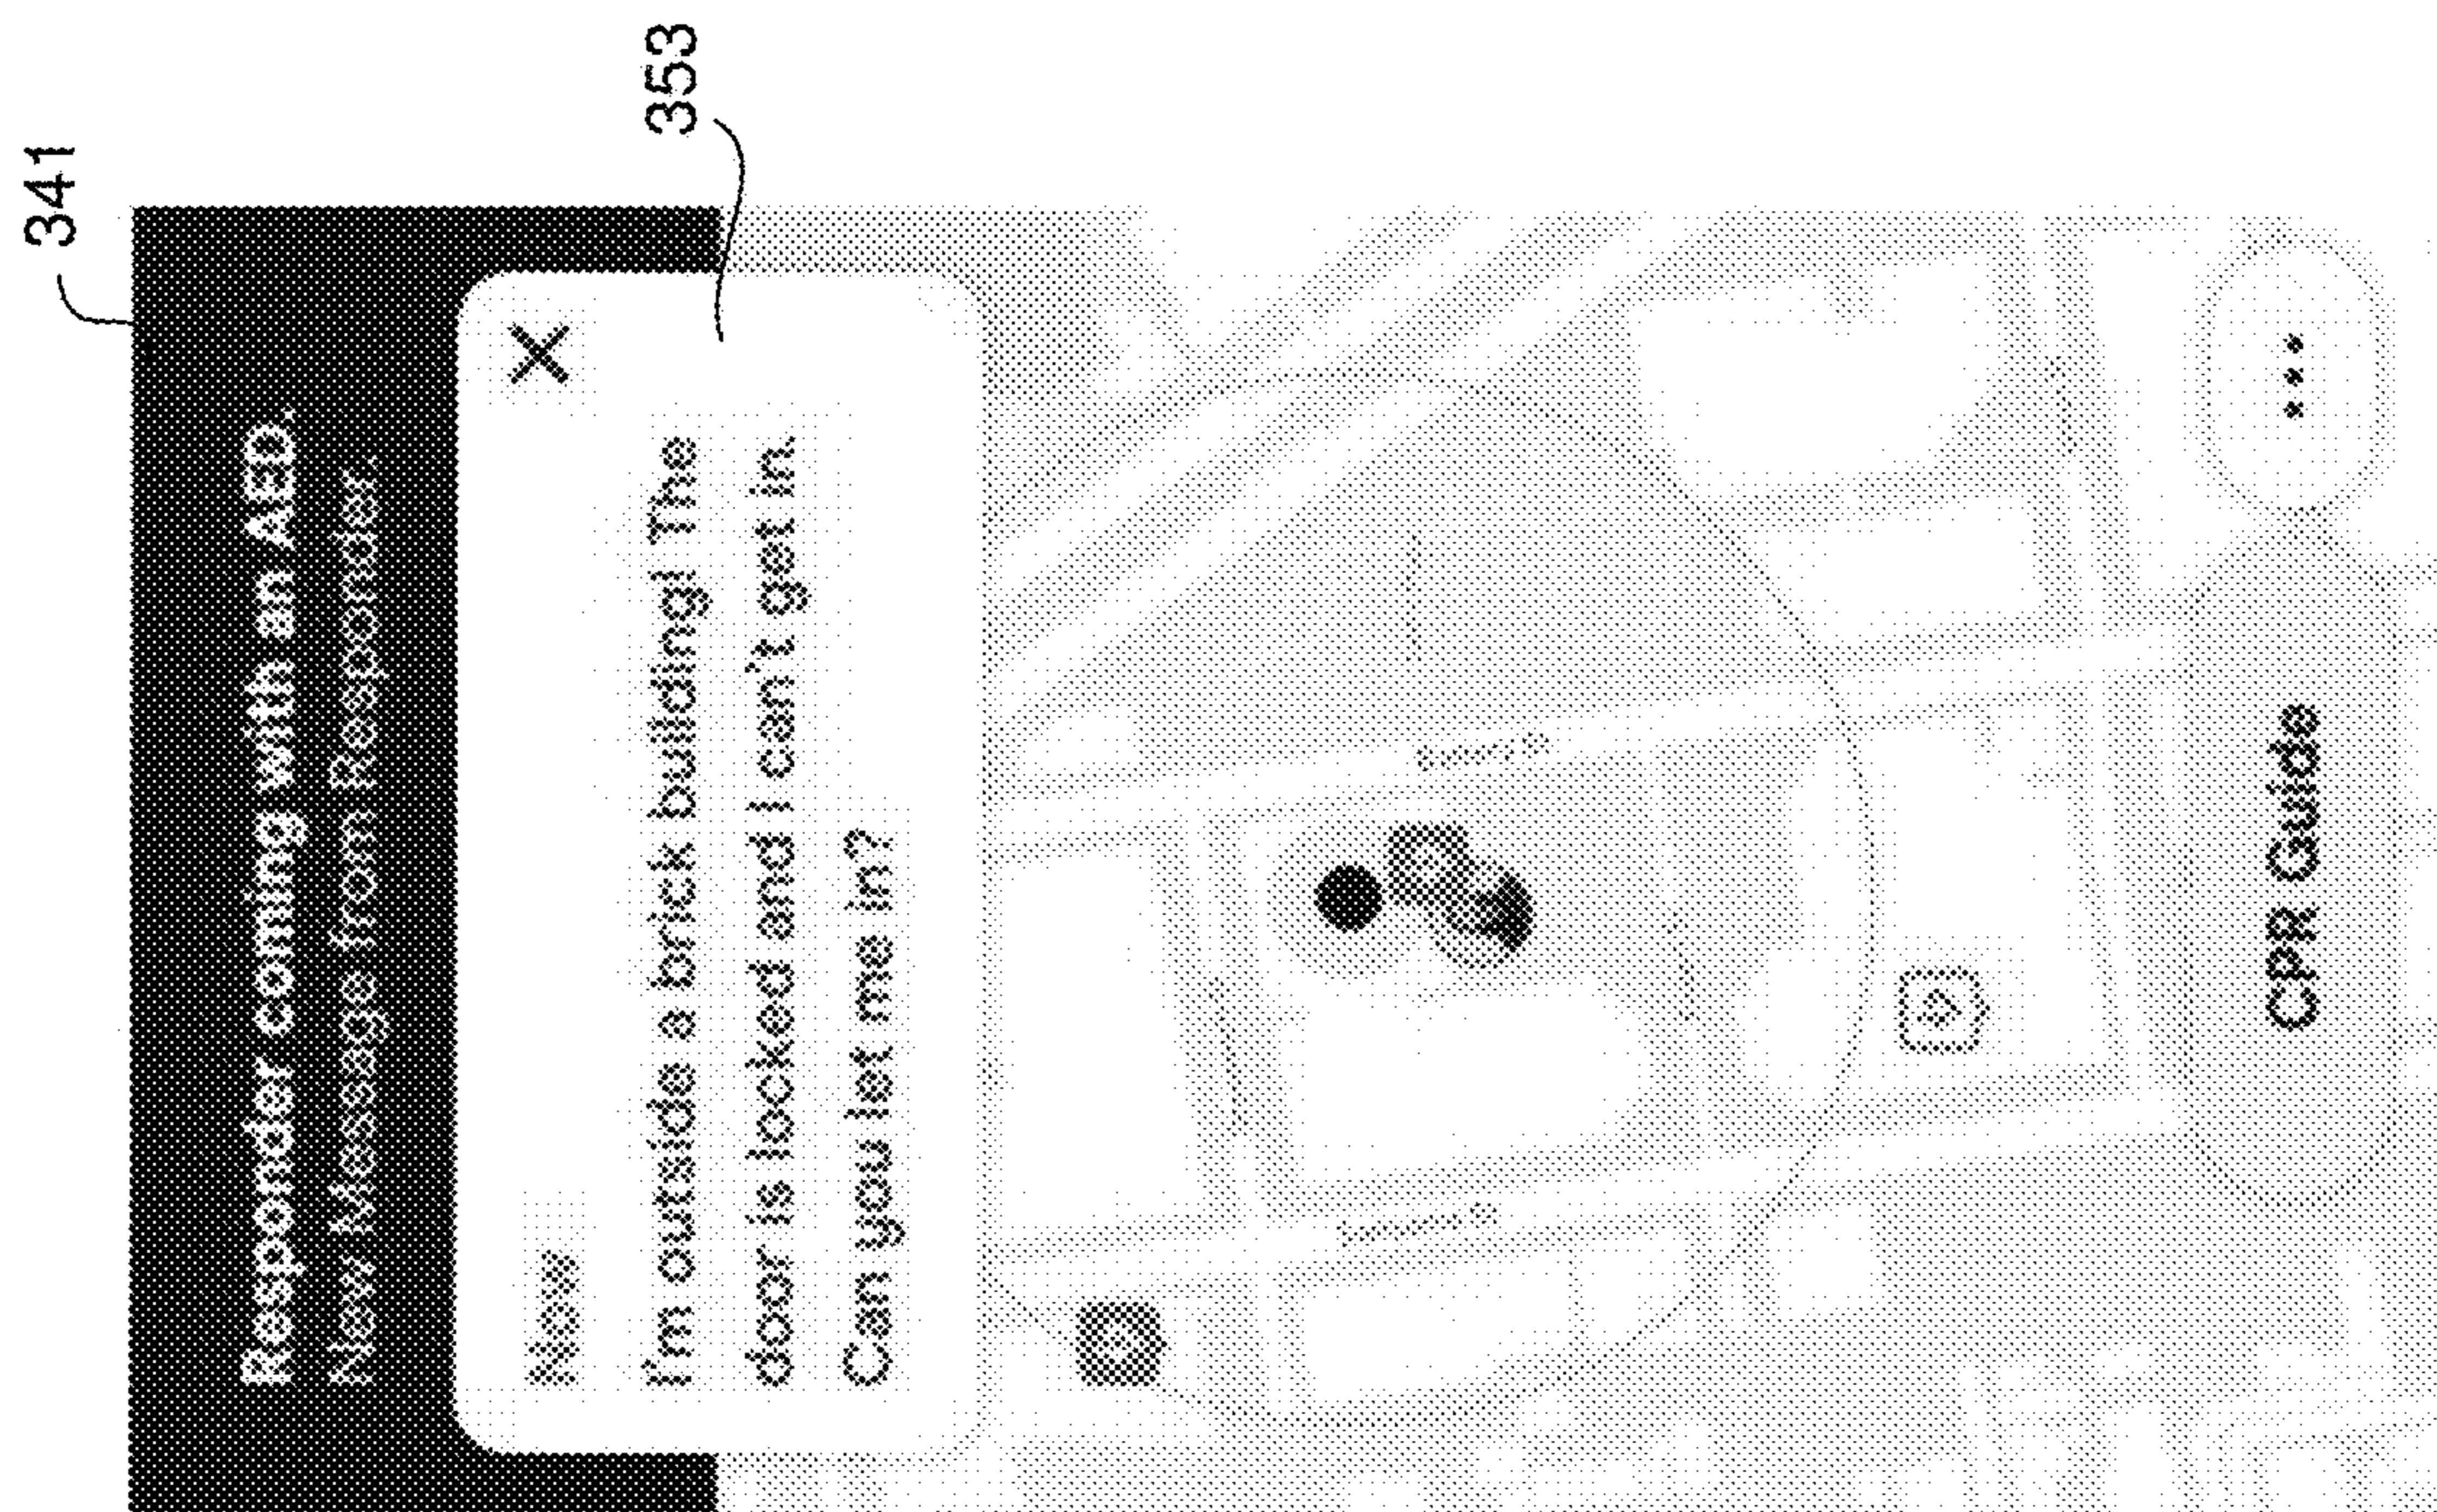 341
Responder coming with an AED.
New Message from Responder.
Now
353
I'm outside a brick building! The
door is locked and I can't get in.
Can you let me in?
CPR Guide